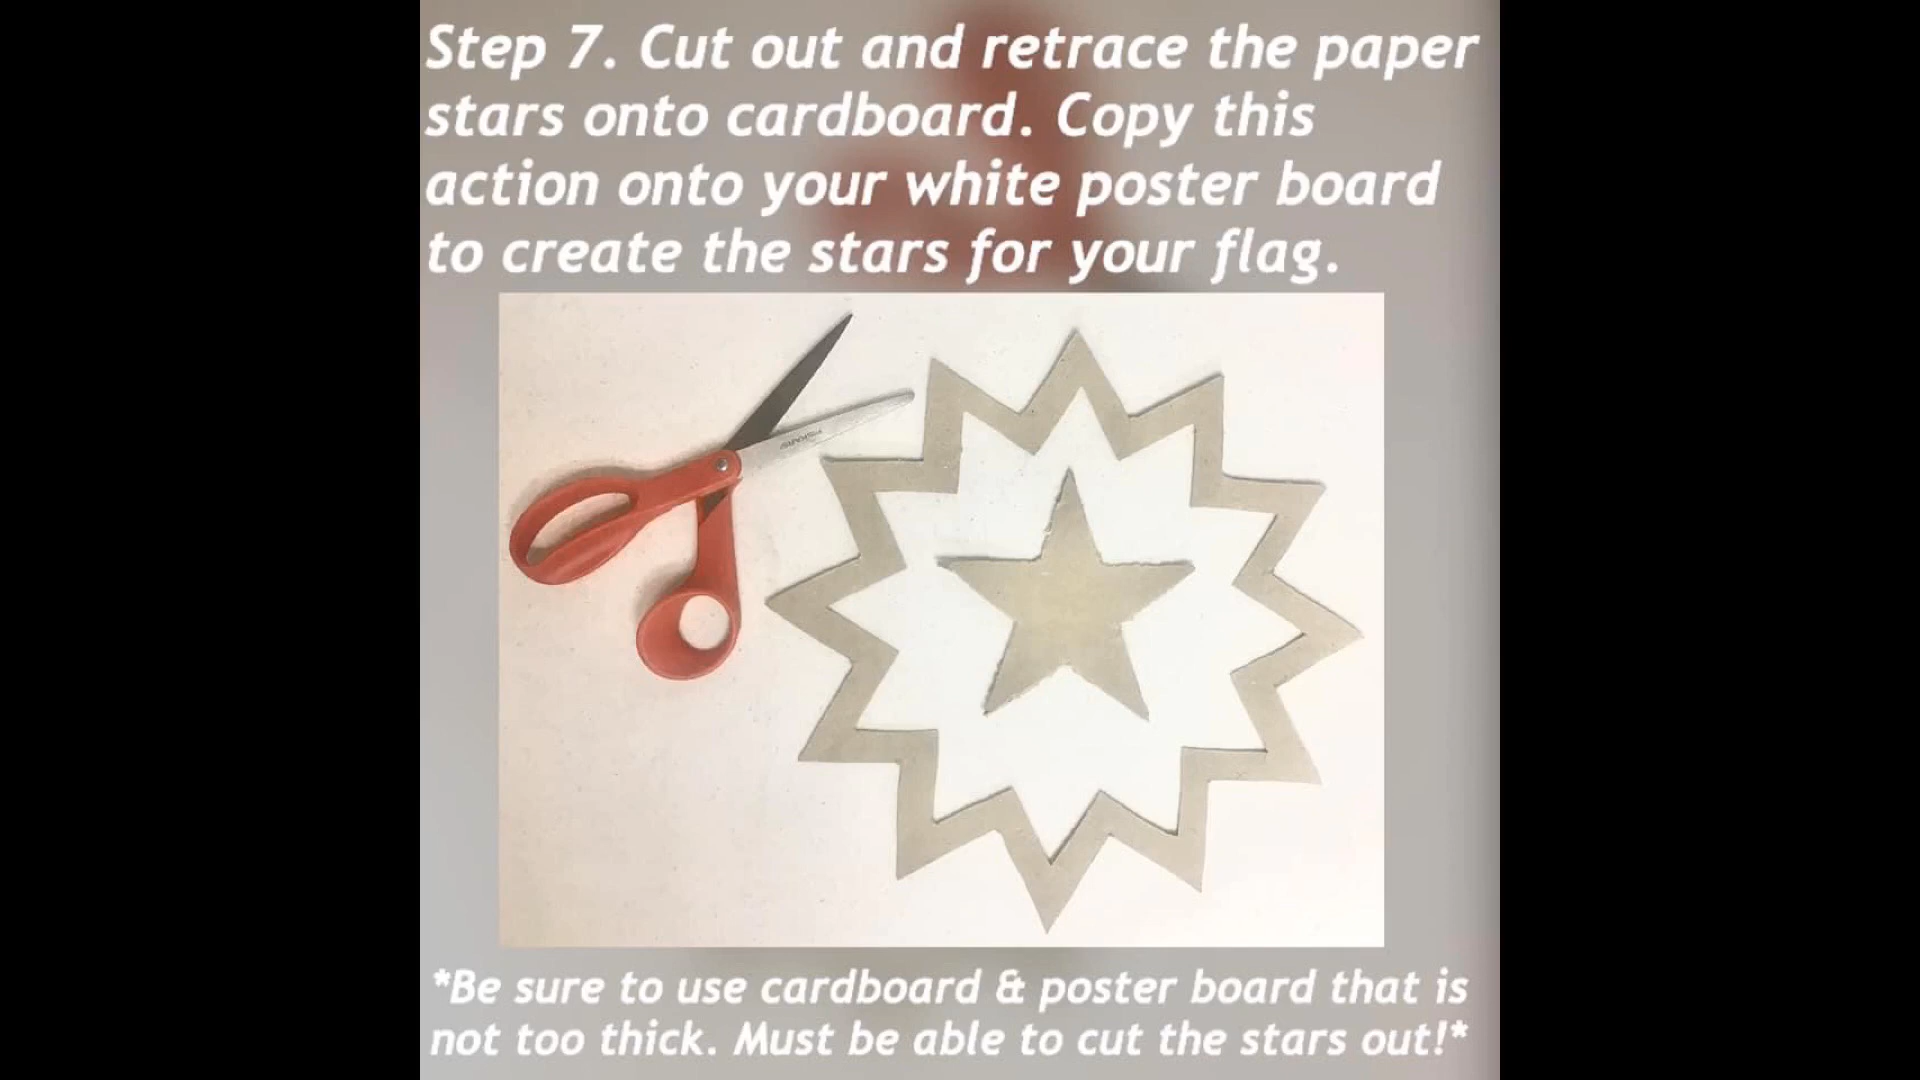 Step 7. Cut out and retrace the paper
stars onto cardboard. Copy this
action onto your white poster board
to create the stars for your flag.
FISKARS
*Be sure to use cardboard & poster board that is
not too thick. Must be able to cut the stars out!*